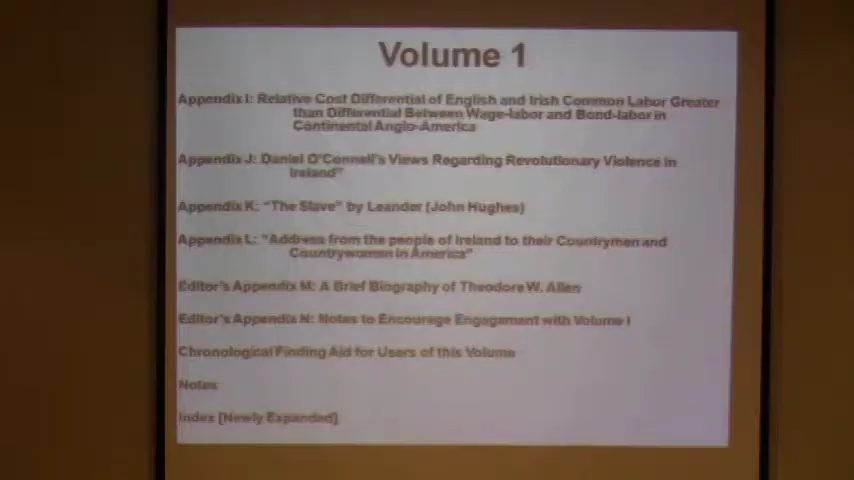 Volume 1
Appendix I: Relative Cost Differential of English and Irish Common Labor Greater
than Differential Between Wage-labor and Bond-labor in
Continental Anglo-America
Appendix J: Daniel O'Connell's Views Regarding Revolutionary Violence in
Ireland"
Appendix K: "The Slave" by Leander (John Hughes)
Appendix L: "Address from the people of Ireland to their Countrymen and
Countrywomen in America"
Editor's Appendix M: A Brief Biography of Theodore W. Allen
Editor's Appendix N: Notes to Encourage Engagement with Volume I
Chronological Finding Aid for Users of this Volume
Notes
Index [Newly Expanded]